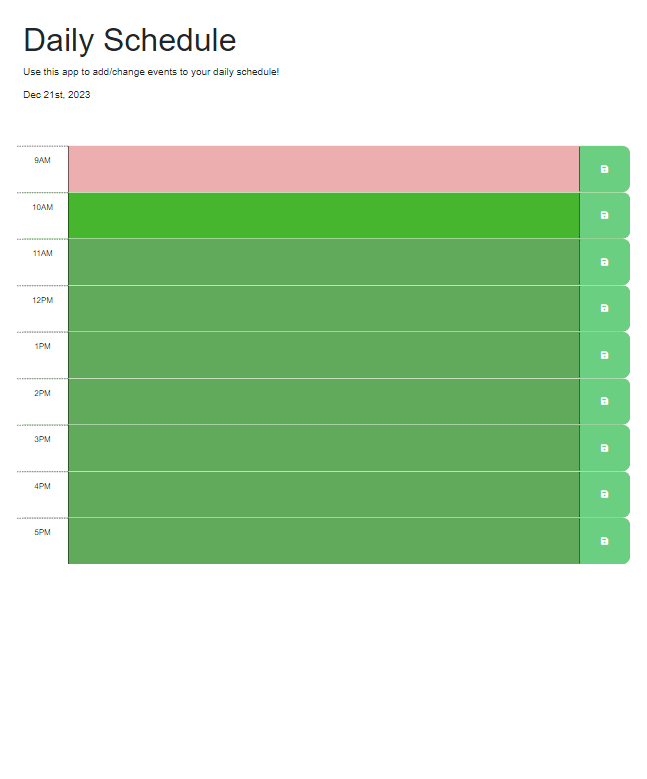 Daily Schedule
Use this app to add/change events to your daily schedule!
Dec 21st, 2023
9AM
10AM
11AM
12PM
1PM
2PM
3PM
4PM
5PM